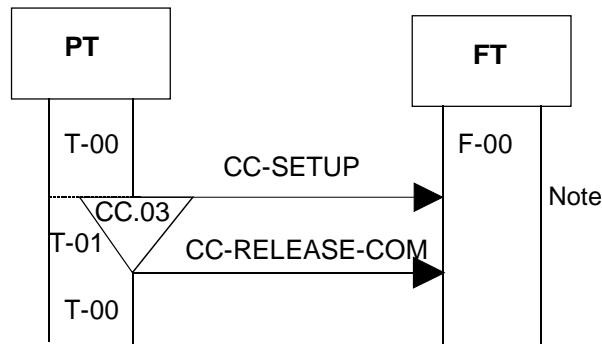 PT
FT
T-00
F-00
CC-SETUP
CC.03
Note
T-01
CC-RELEASE-COM
T-00